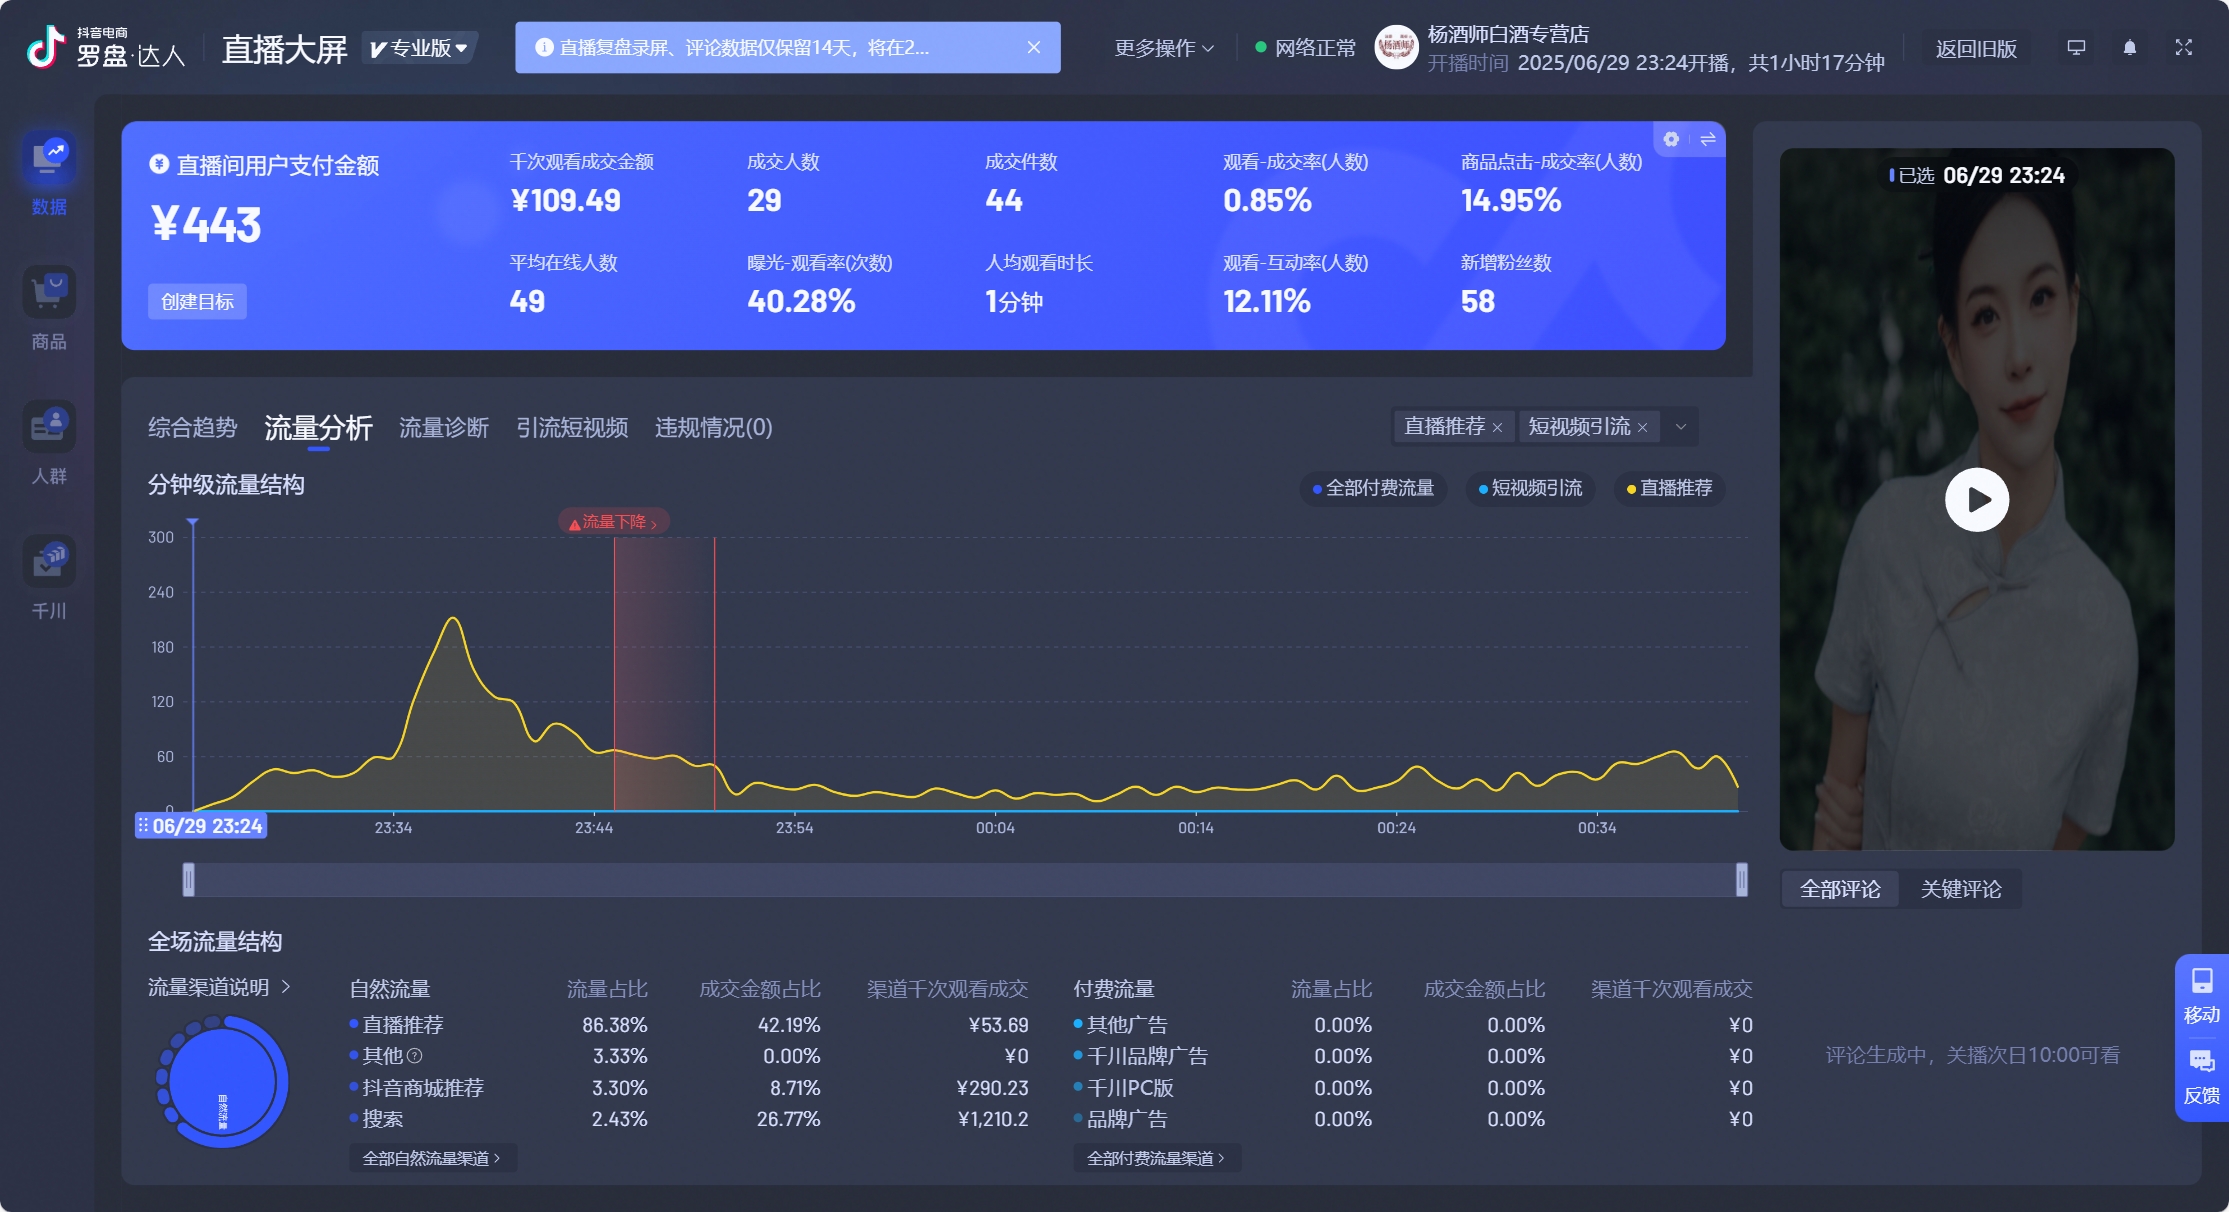 抖音电商
罗盘·达人
直播大屏
专业版
直播复盘录屏、评论数据仅保留14天，将在2...
更多操作
网络正常
杨酒师白酒专营店
开播时间 2025/06/29 23:24开播，共1小时17分钟
返回旧版
数据
商品
人群
千川
直播间用户支付金额
¥443
创建目标
千次观看成交金额 成交人数 成交件数 观看-成交率(人数) 商品点击-成交率(人数)
¥109.49 29 44 0.85% 14.95%
平均在线人数 曝光-观看率(次数) 人均观看时长 观看-互动率(人数) 新增粉丝数
49 40.28% 1分钟 12.11% 58
已选 06/29 23:24
综合趋势 流量分析 流量诊断 引流短视频 违规情况(0)
直播推荐 × 短视频引流 ×
分钟级流量结构
全部付费流量 短视频引流 直播推荐
流量下降
300
240
180
120
60
0
06/29 23:24 23:34 23:44 23:54 00:04 00:14 00:24 00:34
全部评论 关键评论
评论生成中，关播次日10:00可看
移动
反馈
全场流量结构
流量渠道说明
自然流量
自然流量 流量占比 成交金额占比 渠道千次观看成交
直播推荐 86.38% 42.19% ¥53.69
其他 3.33% 0.00% ¥0
抖音商城推荐 3.30% 8.71% ¥290.23
搜索 2.43% 26.77% ¥1,210.2
全部自然流量渠道
付费流量 流量占比 成交金额占比 渠道千次观看成交
其他广告 0.00% 0.00% ¥0
千川品牌广告 0.00% 0.00% ¥0
千川PC版 0.00% 0.00% ¥0
品牌广告 0.00% 0.00% ¥0
全部付费流量渠道